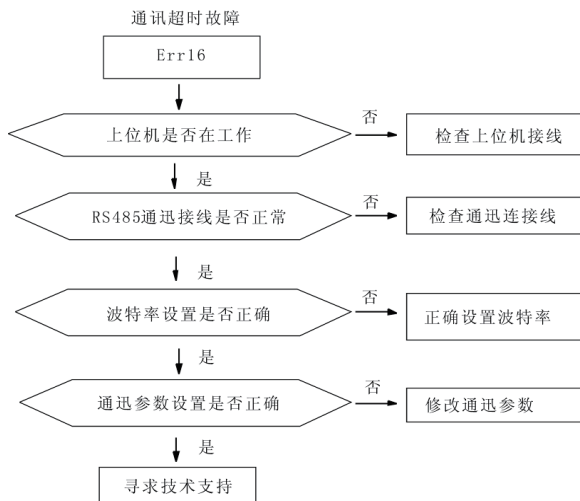 通讯超时故障
Err16
上位机是否在工作
否
检查上位机接线
是
RS485通迅接线是否正常
否
检查通迅连接线
是
波特率设置是否正确
否
正确设置波特率
是
通迅参数设置是否正确
否
修改通迅参数
是
寻求技术支持